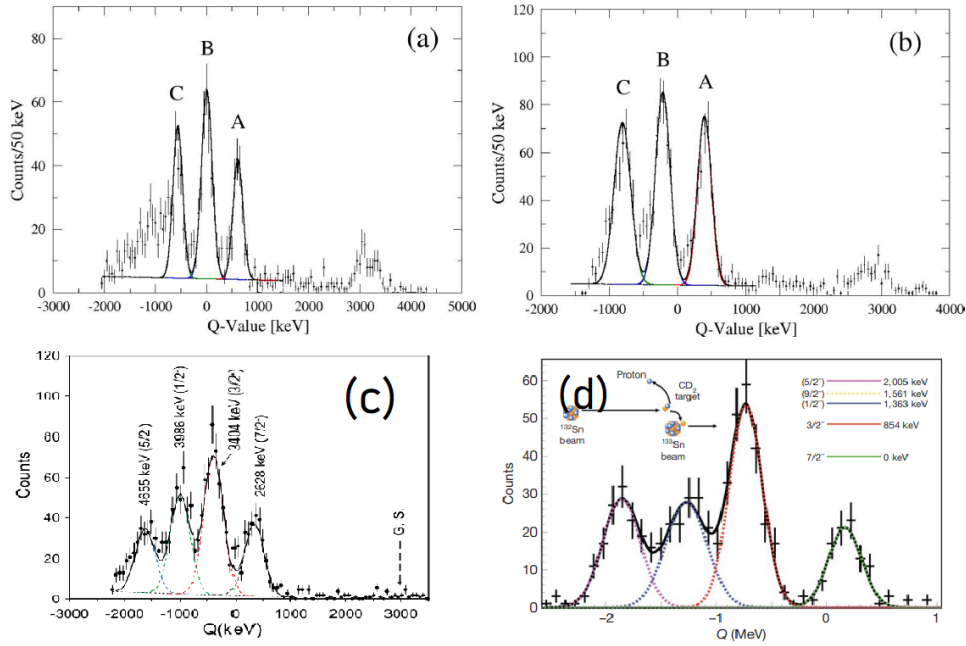 (a)
80
60
40
20
0
Counts/50 keV
C
B
A
-3000 -2000 -1000 0 1000 2000 3000 4000 5000
Q-Value [keV]
(b)
120
100
80
60
40
20
0
Counts/50 keV
C
B
A
-2000 -1000 0 1000 2000 3000 4000
Q-Value [keV]
(c)
120
100
80
60
40
20
0
Counts
4655 keV (5/2⁻)
3986 keV (1/2⁻)
3404 keV (3/2⁻)
2628 keV (7/2⁻)
G. S.
-3000 -2000 -1000 0 1000 2000 3000
Q(keV)
(d)
60
50
40
30
20
10
0
Counts
Proton
CD₂
target
¹³²Sn
beam
¹³³Sn
beam
(5/2⁻) 2,005 keV
(9/2⁻) 1,561 keV
(1/2⁻) 1,363 keV
3/2⁻ 854 keV
7/2⁻ 0 keV
−2 −1 0 1
Q (MeV)